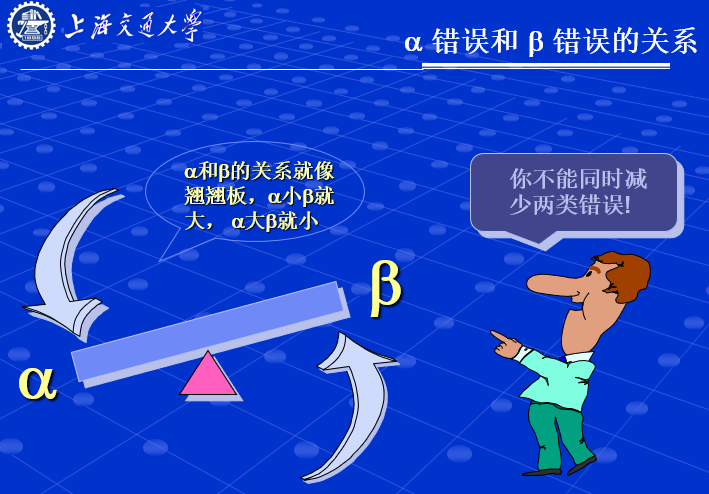 上海交通大学
α 错误和 β 错误的关系
α和β的关系就像
翘翘板，α小β就
大， α大β就小
你不能同时减
少两类错误!
β
α